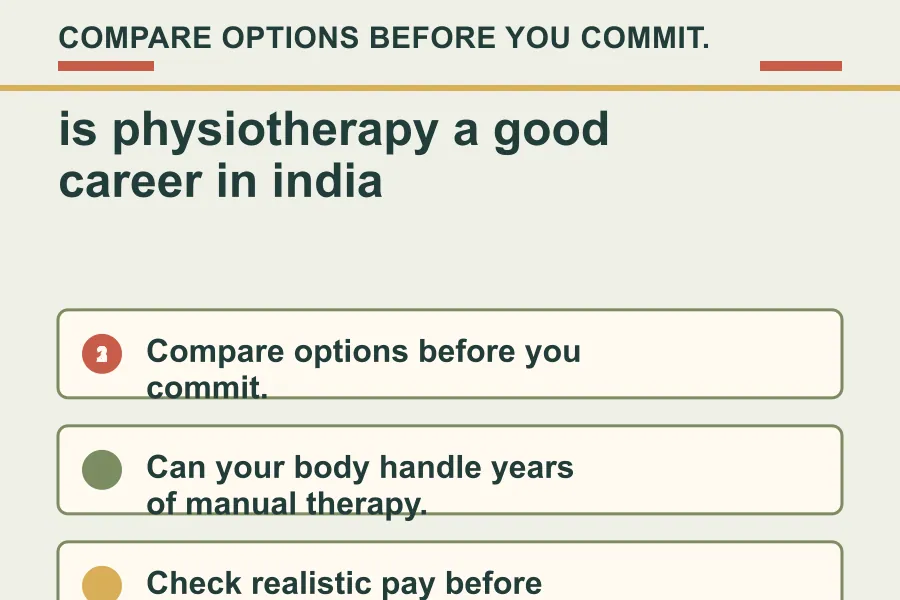 COMPARE OPTIONS BEFORE YOU COMMIT.
is physiotherapy a good
career in india
Compare options before you
commit.
Can your body handle years
of manual therapy.
Check realistic pay before